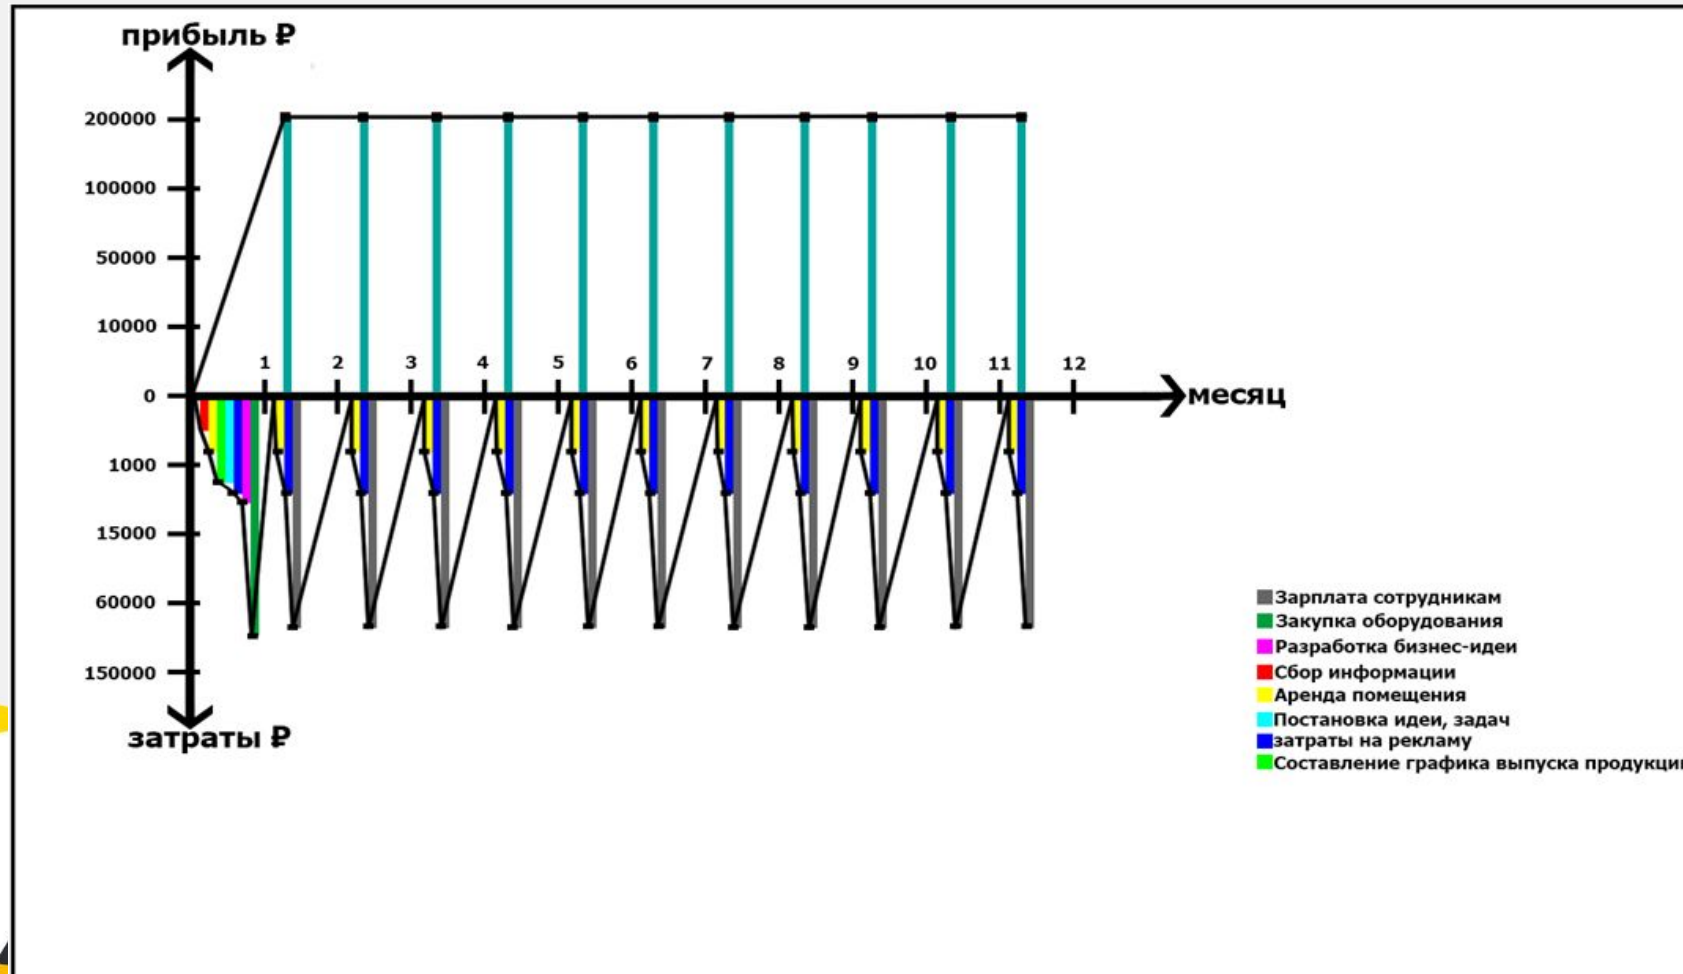 прибыль ₽
200000
100000
50000
10000
0
1 2 3 4 5 6 7 8 9 10 11 12
месяц
1000
15000
60000
150000
затраты ₽
Зарплата сотрудникам
Закупка оборудования
Разработка бизнес-идеи
Сбор информации
Аренда помещения
Постановка идеи, задач
затраты на рекламу
Составление графика выпуска продукции